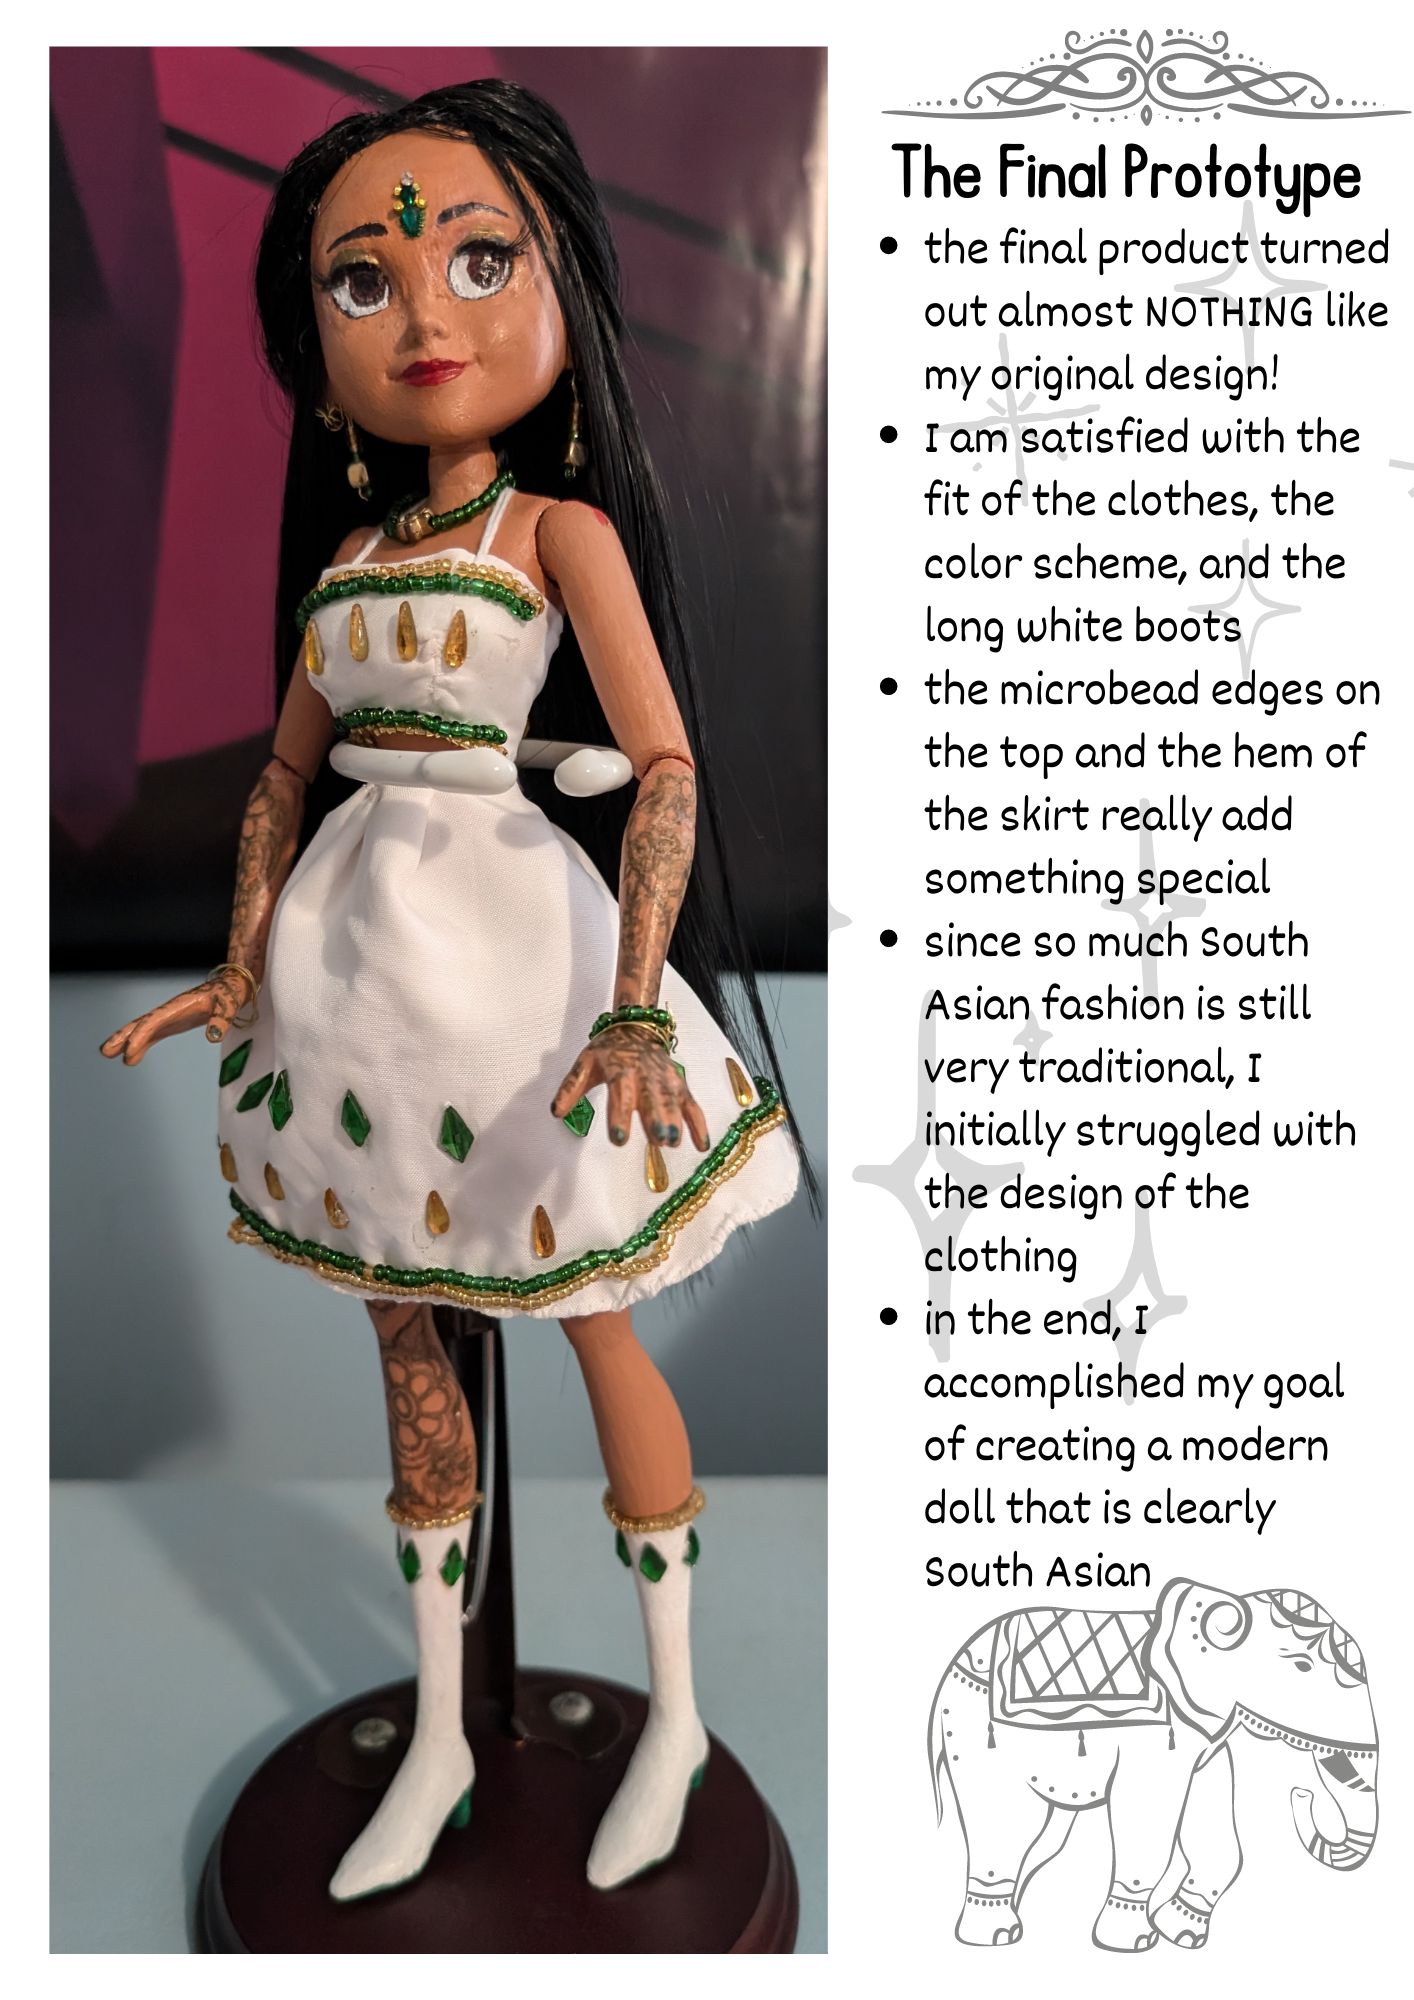 The Final Prototype
• the final product turned
out almost NOTHING like
my original design!
• I am satisfied with the
fit of the clothes, the
color scheme, and the
long white boots
• the microbead edges on
the top and the hem of
the skirt really add
something special
• since so much South
Asian fashion is still
very traditional, I
initially struggled with
the design of the
clothing
• in the end, I
accomplished my goal
of creating a modern
doll that is clearly
South Asian